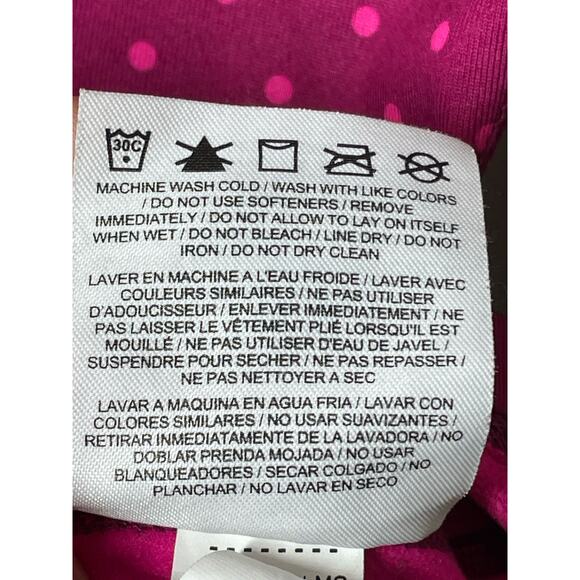 30C
MACHINE WASH COLD / WASH WITH LIKE COLORS
/ DO NOT USE SOFTENERS / REMOVE
IMMEDIATELY / DO NOT ALLOW TO LAY ON ITSELF
WHEN WET / DO NOT BLEACH / LINE DRY / DO NOT
IRON / DO NOT DRY CLEAN
LAVER EN MACHINE A L'EAU FROIDE / LAVER AVEC
COULEURS SIMILAIRES / NE PAS UTILISER
D'ADOUCISSEUR / ENLEVER IMMEDIATEMENT / NE
PAS LAISSER LE VÊTEMENT PLIÉ LORSQU'IL EST
MOUILLÉ / NE PAS UTILISER D'EAU DE JAVEL /
SUSPENDRE POUR SECHER / NE PAS REPASSER /
NE PAS NETTOYER A SEC
LAVAR A MAQUINA EN AGUA FRIA / LAVAR CON
COLORES SIMILARES / NO USAR SUAVIZANTES /
RETIRAR INMEDIATAMENTE DE LA LAVADORA / NO
DOBLAR PRENDA MOJADA / NO USAR
BLANQUEADORES / SECAR COLGADO / NO
PLANCHAR / NO LAVAR EN SECO